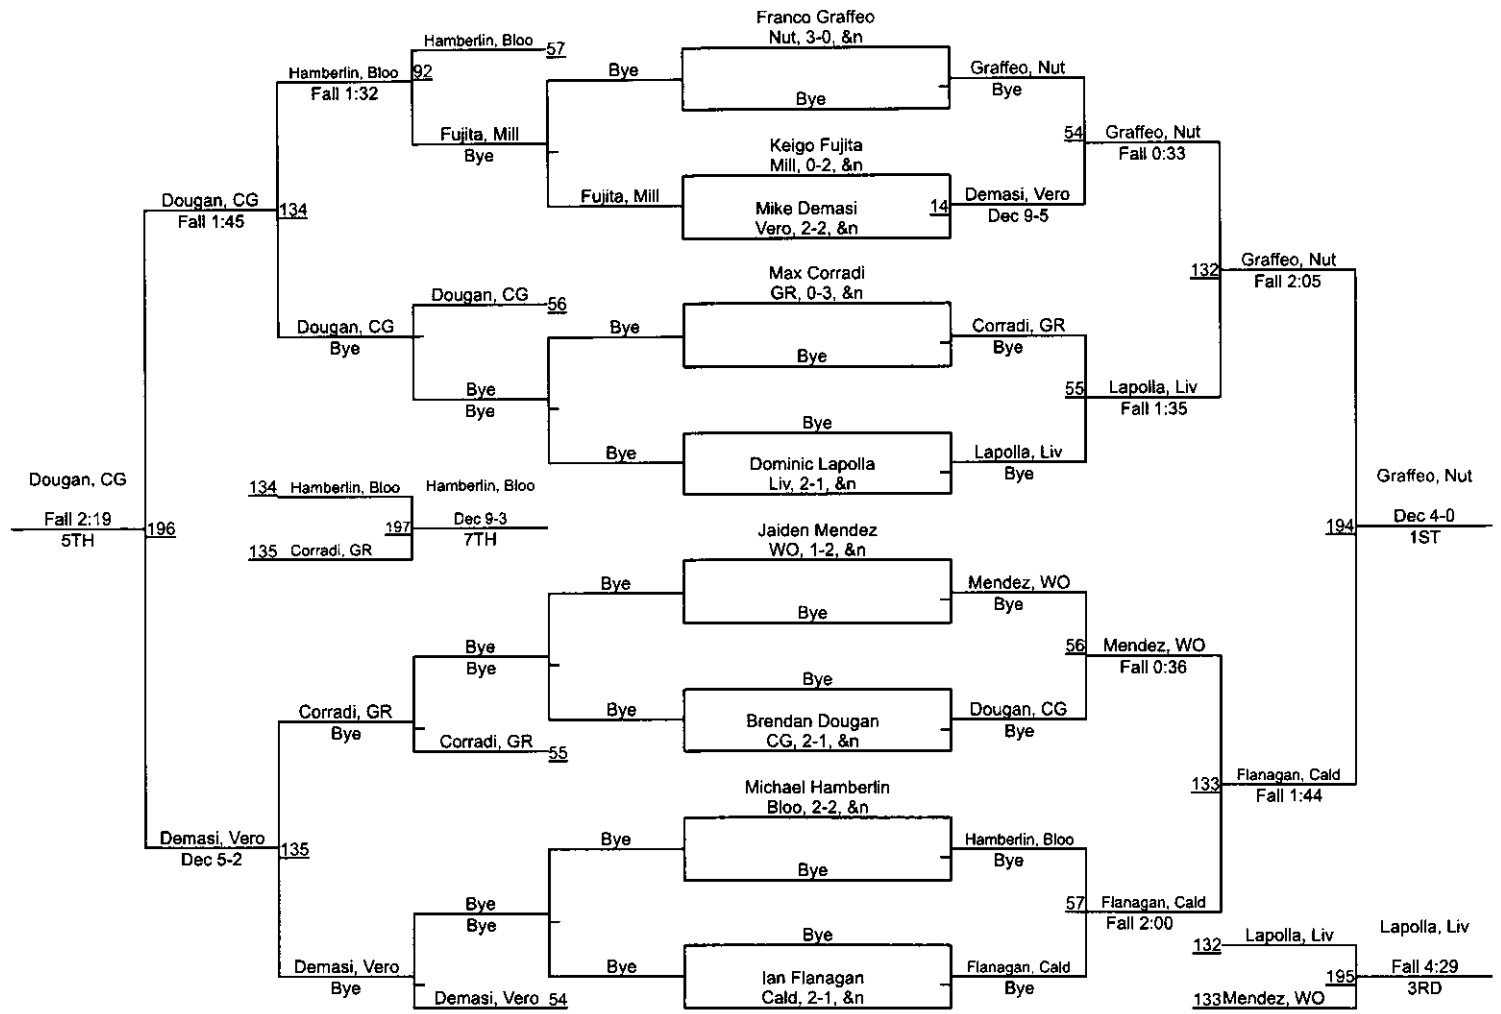 Franco Graffeo
Nut, 3-0, &n
Hamberlin, Bloo
57
Hamberlin, Bloo
92
Fall 1:32
Bye
Bye
Graffeo, Nut
Bye
Fujita, Mill
Bye
54
Graffeo, Nut
Fall 0:33
Keigo Fujita
Mill, 0-2, &n
Dougan, CG
Fall 1:45
134
Fujita, Mill
Mike Demasi
Vero, 2-2, &n
14
Demasi, Vero
Dec 9-5
Max Corradi
GR, 0-3, &n
132
Graffeo, Nut
Fall 2:05
Dougan, CG
56
Dougan, CG
Bye
Bye
Bye
Corradi, GR
Bye
Bye
Bye
55
Lapolla, Liv
Fall 1:35
Bye
Bye
Dominic Lapolla
Liv, 2-1, &n
Lapolla, Liv
Bye
Dougan, CG
Fall 2:19
5TH
196
134
Hamberlin, Bloo
Hamberlin, Bloo
197
Dec 9-3
7TH
135
Corradi, GR
Graffeo, Nut
194
Dec 4-0
1ST
Jaiden Mendez
WO, 1-2, &n
Bye
Bye
Mendez, WO
Bye
Bye
Bye
56
Mendez, WO
Fall 0:36
Bye
Bye
Brendan Dougan
CG, 2-1, &n
Dougan, CG
Bye
Corradi, GR
Bye
Corradi, GR
55
Michael Hamberlin
Bloo, 2-2, &n
133
Flanagan, Cald
Fall 1:44
Demasi, Vero
Dec 5-2
135
Bye
Bye
Hamberlin, Bloo
Bye
Bye
Bye
57
Flanagan, Cald
Fall 2:00
Bye
Bye
Ian Flanagan
Cald, 2-1, &n
Flanagan, Cald
Bye
Demasi, Vero
Bye
Demasi, Vero
54
132
Lapolla, Liv
Lapolla, Liv
195
Fall 4:29
3RD
133
Mendez, WO